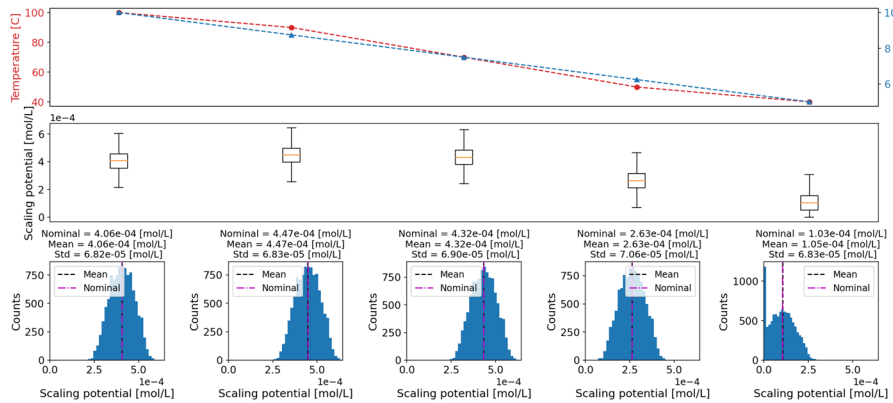 Temperature [C]
100
80
60
40
10
8
6
Scaling potential [mol/L]
1e−4
6
4
2
0
Nominal = 4.06e-04 [mol/L]
Mean = 4.06e-04 [mol/L]
Std = 6.82e-05 [mol/L]
Nominal = 4.47e-04 [mol/L]
Mean = 4.47e-04 [mol/L]
Std = 6.83e-05 [mol/L]
Nominal = 4.32e-04 [mol/L]
Mean = 4.32e-04 [mol/L]
Std = 6.90e-05 [mol/L]
Nominal = 2.63e-04 [mol/L]
Mean = 2.63e-04 [mol/L]
Std = 7.06e-05 [mol/L]
Nominal = 1.03e-04 [mol/L]
Mean = 1.05e-04 [mol/L]
Std = 6.83e-05 [mol/L]
Counts
750
500
250
0
Mean
Nominal
0.0 2.5 5.0
1e−4
Scaling potential [mol/L]
Counts
750
500
250
0
Mean
Nominal
0.0 2.5 5.0
1e−4
Scaling potential [mol/L]
Counts
750
500
250
0
Mean
Nominal
0.0 2.5 5.0
1e−4
Scaling potential [mol/L]
Counts
750
500
250
0
Mean
Nominal
0.0 2.5 5.0
1e−4
Scaling potential [mol/L]
Counts
1000
500
0
Mean
Nominal
0.0 2.5 5.0
1e−4
Scaling potential [mol/L]